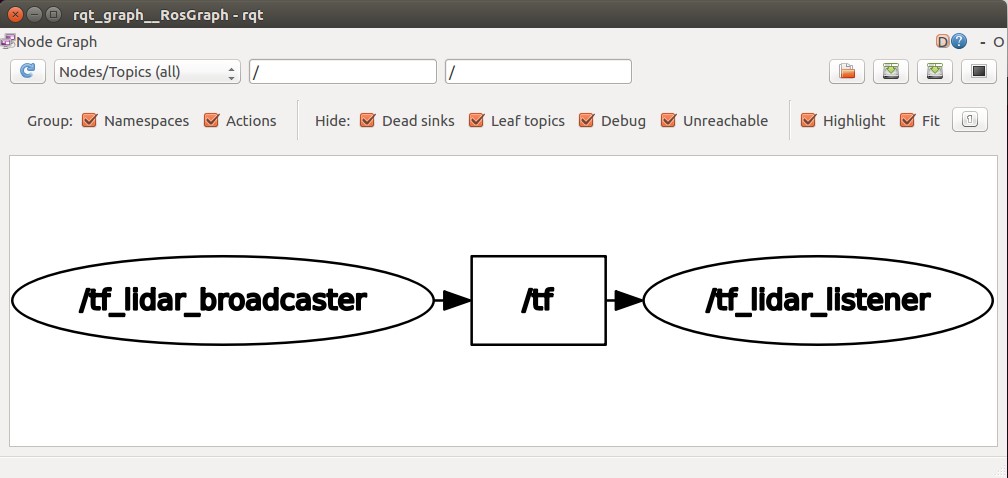 rqt_graph__RosGraph - rqt
Node Graph
D ? - O
Nodes/Topics (all) / /
Group: Namespaces Actions Hide: Dead sinks Leaf topics Debug Unreachable Highlight Fit
/tf_lidar_broadcaster /tf /tf_lidar_listener